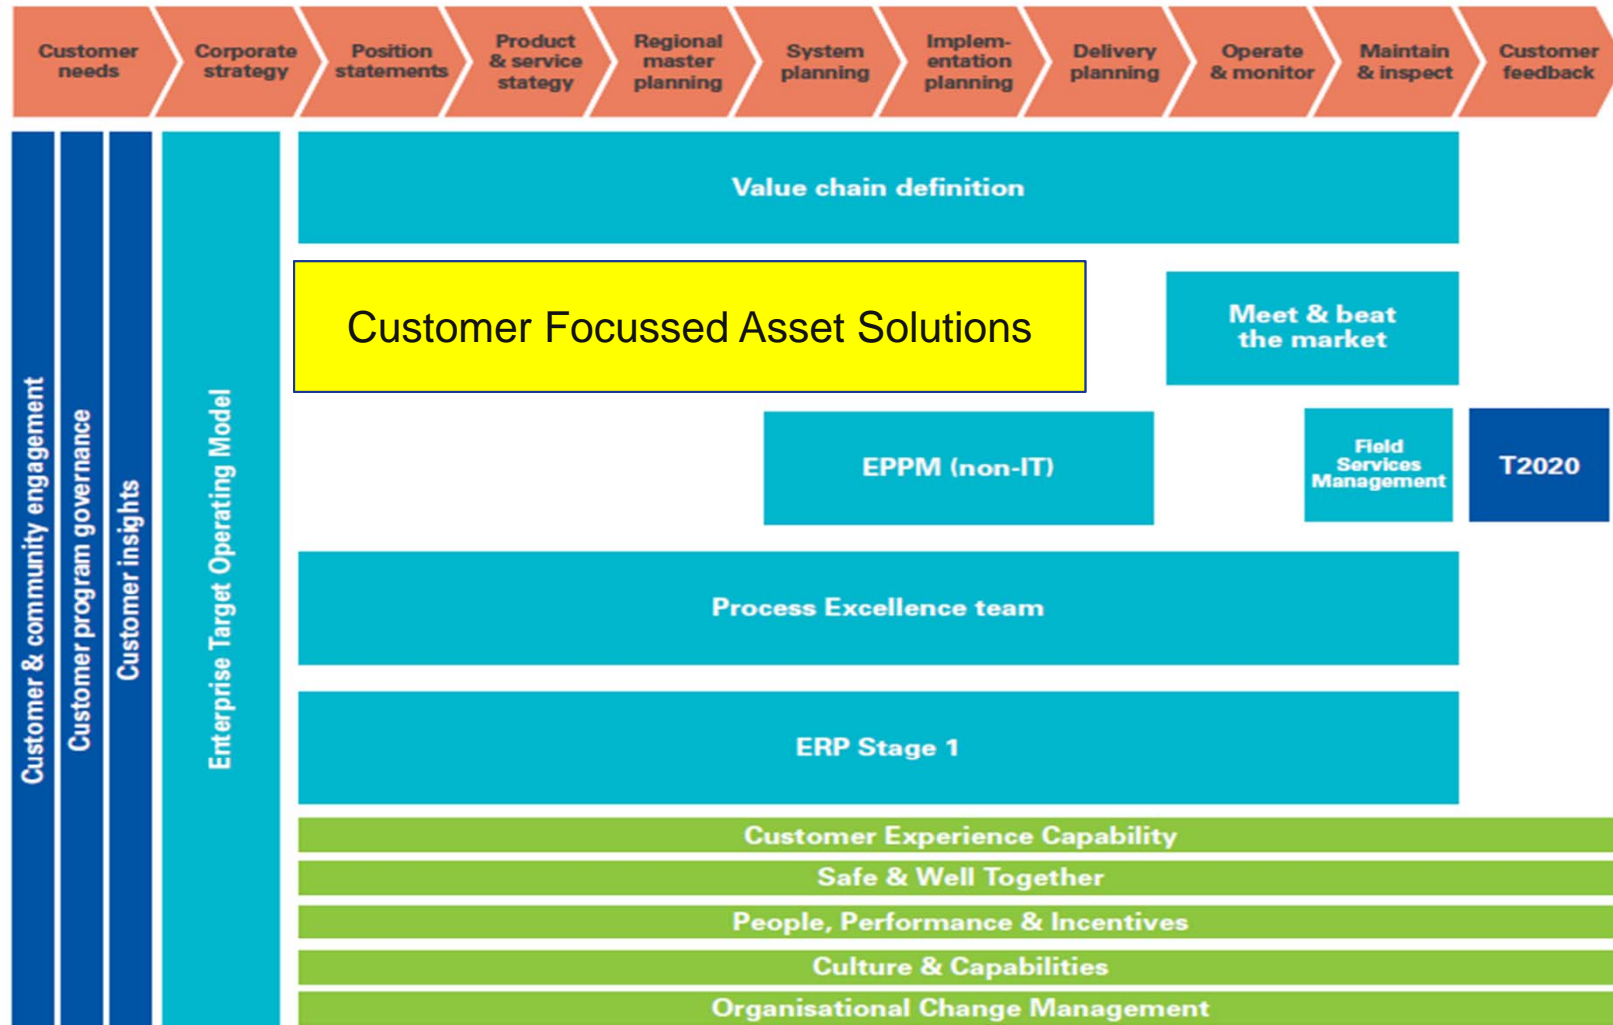 Customer
needs
Corporate
strategy
Position
statements
Product
& service
stategy
Regional
master
planning
System
planning
Implem-
entation
planning
Delivery
planning
Operate
& monitor
Maintain
& inspect
Customer
feedback
Customer & community engagement
Customer program governance
Customer insights
Enterprise Target Operating Model
Value chain definition
Customer Focussed Asset Solutions
Meet & beat
the market
EPPM (non-IT)
Field
Services
Management
T2020
Process Excellence team
ERP Stage 1
Customer Experience Capability
Safe & Well Together
People, Performance & Incentives
Culture & Capabilities
Organisational Change Management